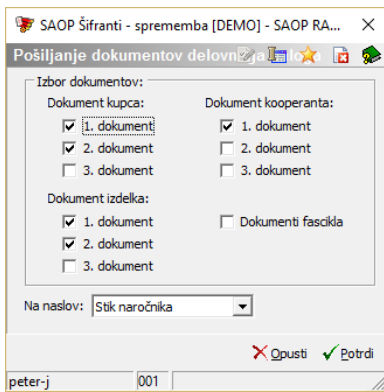 SAOP Šifranti - sprememba [DEMO] - SAOP RA...
Pošiljanje dokumentov delovn
Izbor dokumentov:
Dokument kupca:
1. dokument
2. dokument
3. dokument
Dokument kooperanta:
1. dokument
2. dokument
3. dokument
Dokument izdelka:
1. dokument
2. dokument
3. dokument
Dokumenti fascikla
Na naslov: Stik naročnika
Opusti Potrdi
peter-j 001